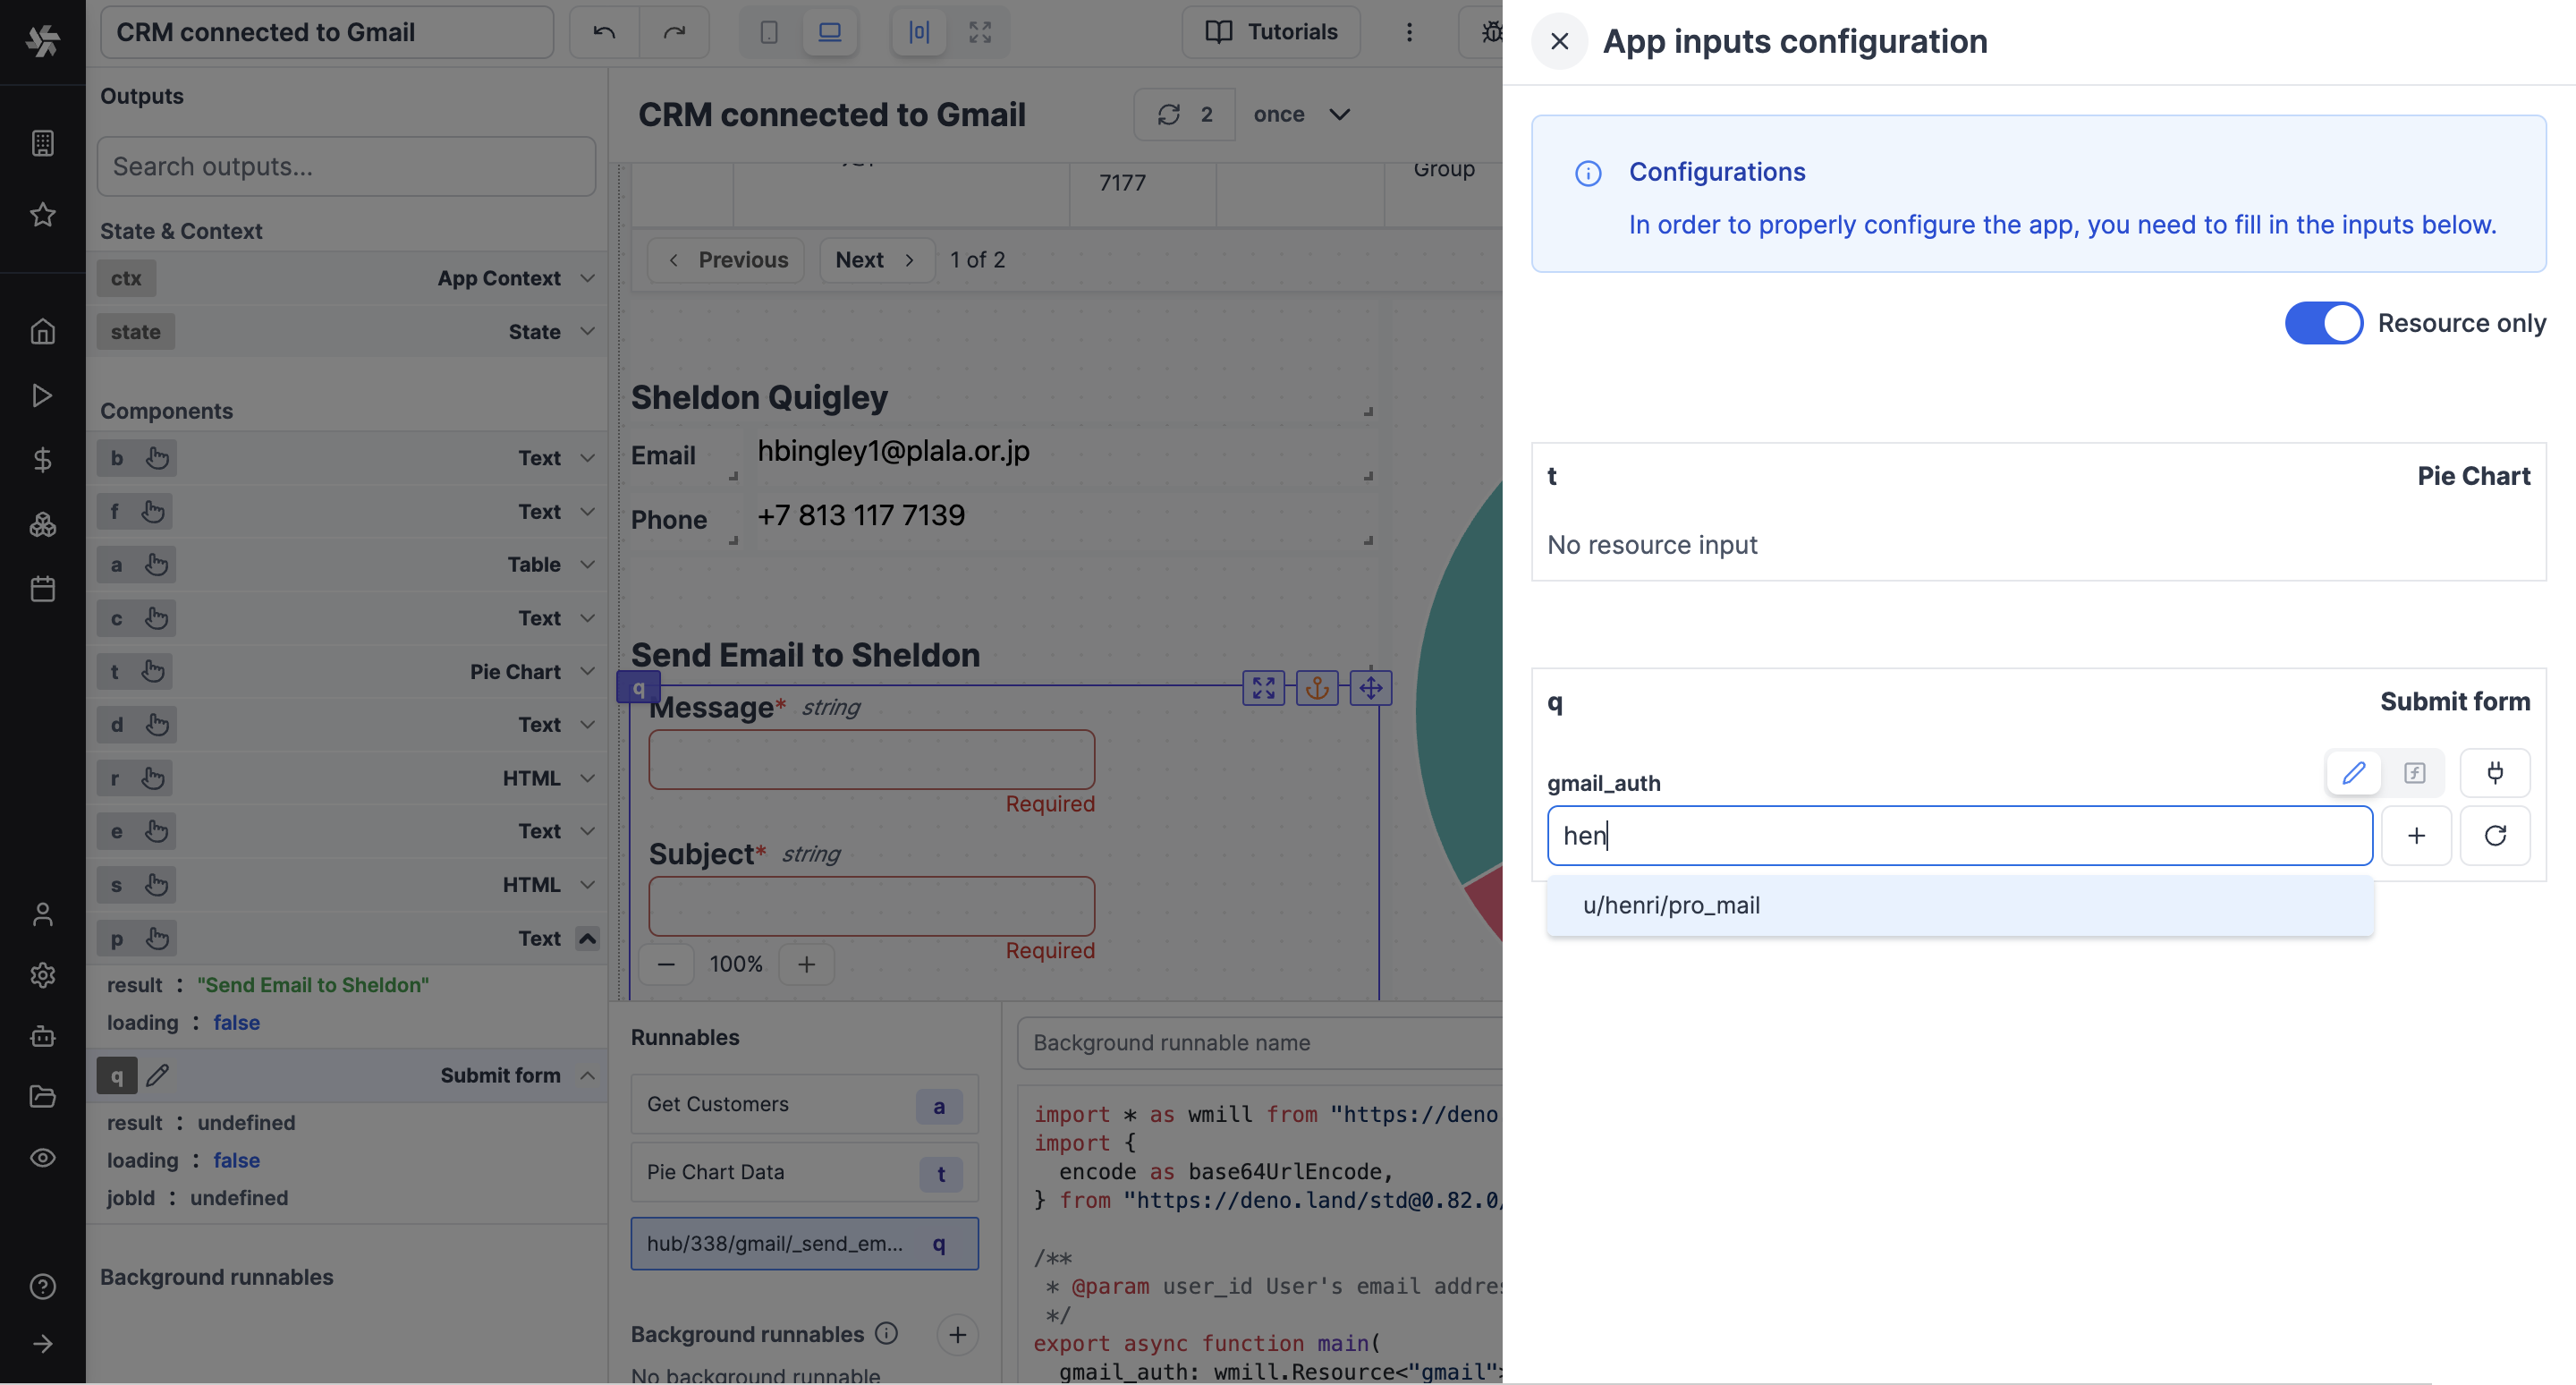 CRM connected to Gmail
Tutorials
Outputs
Search outputs...
State & Context
ctx
App Context
state
State
Components
b
Text
f
Text
a
Table
c
Text
t
Pie Chart
d
Text
r
HTML
e
Text
s
HTML
p
Text
result : "Send Email to Sheldon"
loading : false
q
Submit form
result : undefined
loading : false
jobId : undefined
Background runnables
CRM connected to Gmail
2
once
7177
Group
Previous
Next
1 of 2
Sheldon Quigley
Email
hbingley1@plala.or.jp
Phone
+7 813 117 7139
Send Email to Sheldon
q
Message* string
Required
Subject* string
Required
100%
Runnables
Get Customers
a
Pie Chart Data
t
hub/338/gmail/_send_em...
q
Background runnables
No background runnable
Background runnable name
import * as wmill from "https://deno
import {
encode as base64UrlEncode,
} from "https://deno.land/std@0.82.0/
/**
* @param user_id User's email addres
*/
export async function main(
gmail_auth: wmill.Resource<"gmail">
App inputs configuration
Configurations
In order to properly configure the app, you need to fill in the inputs below.
Resource only
t
Pie Chart
No resource input
q
Submit form
gmail_auth
hen
u/henri/pro_mail